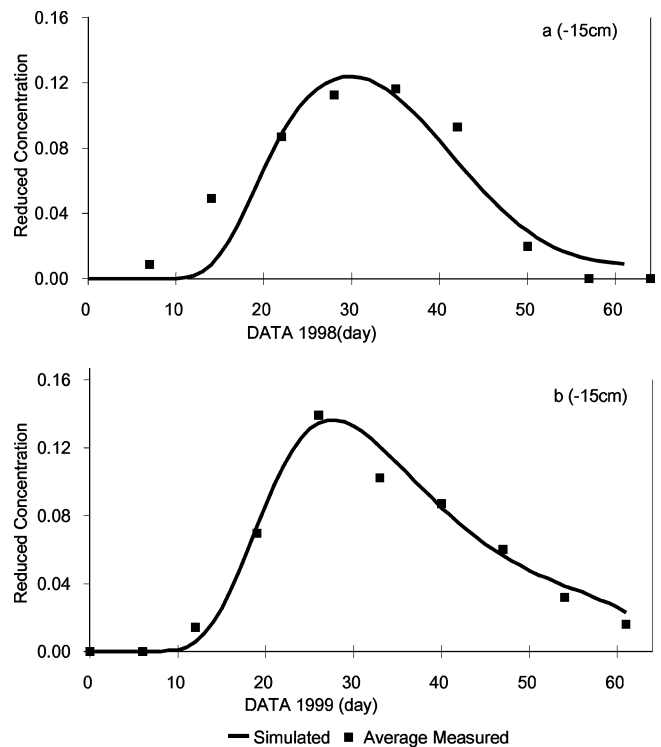 0.16
a (-15cm)
0.12
0.08
0.04
0.00
Reduced Concentration
0 10 20 30 40 50 60
DATA 1998(day)
0.16
b (-15cm)
0.12
0.08
0.04
0.00
Reduced Concentration
0 10 20 30 40 50 60
DATA 1999 (day)
Simulated Average Measured